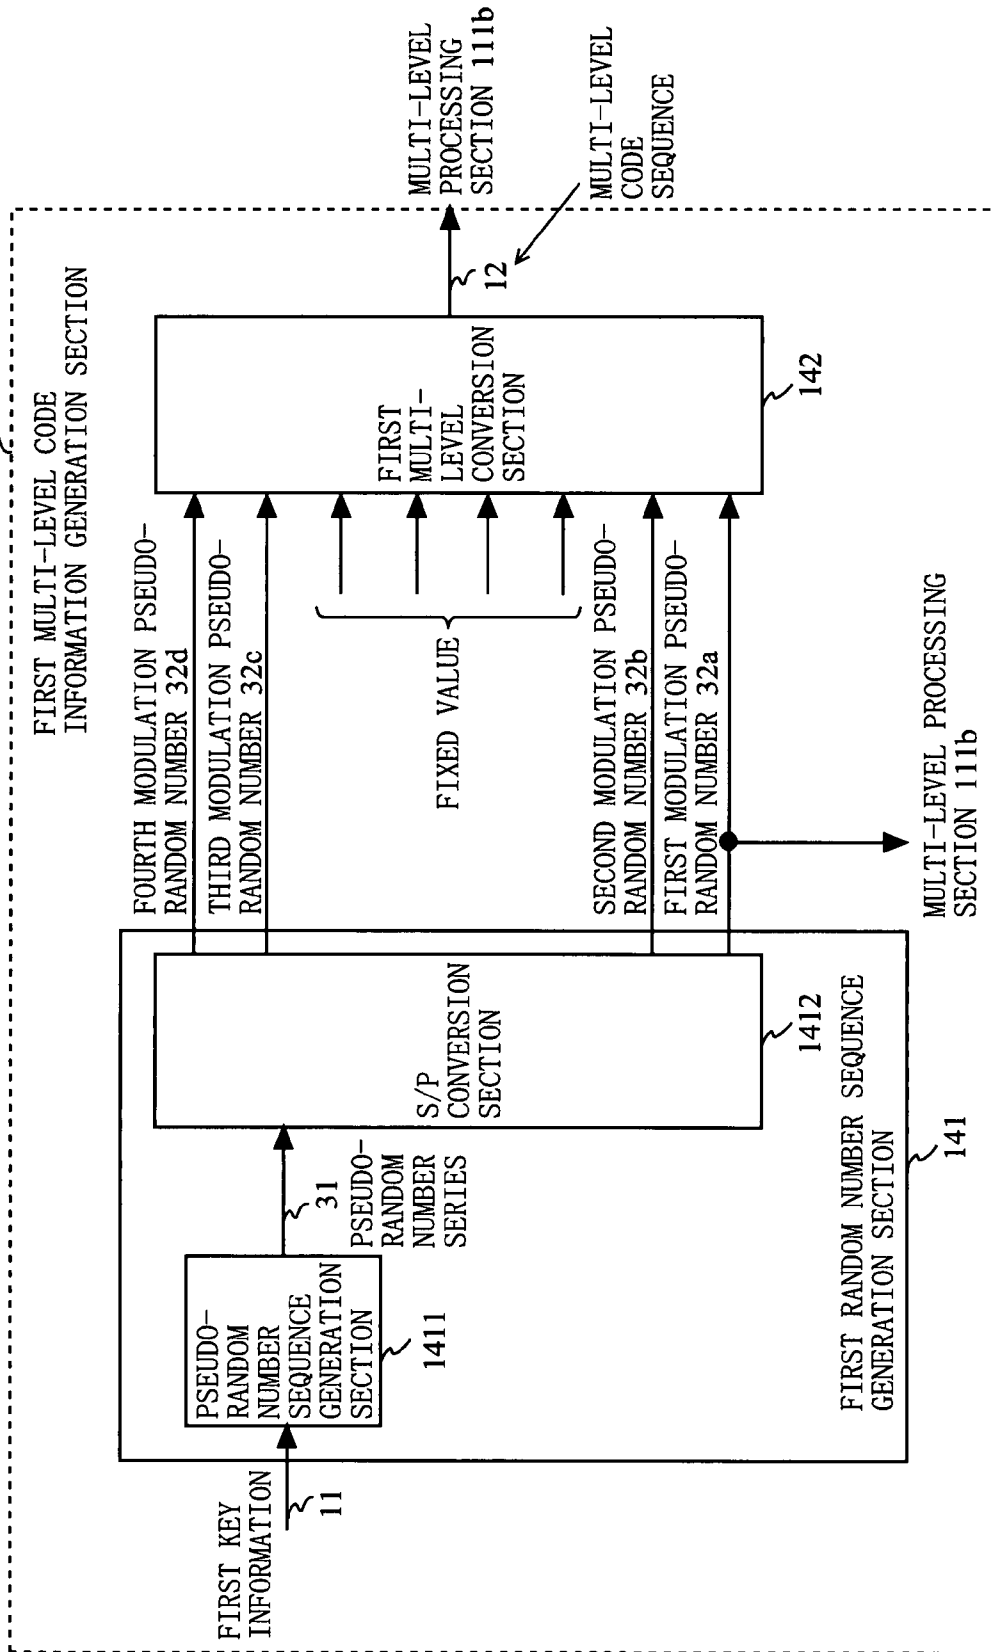 FIRST MULTI-LEVEL CODE
INFORMATION GENERATION SECTION
FIRST KEY
INFORMATION
11
PSEUDO-
RANDOM
NUMBER
SEQUENCE
GENERATION
SECTION
1411
31
PSEUDO-
RANDOM
NUMBER
SERIES
S/P
CONVERSION
SECTION
1412
FIRST RANDOM NUMBER SEQUENCE
GENERATION SECTION
141
FOURTH MODULATION PSEUDO-
RANDOM NUMBER 32d
THIRD MODULATION PSEUDO-
RANDOM NUMBER 32c
FIXED VALUE
SECOND MODULATION PSEUDO-
RANDOM NUMBER 32b
FIRST MODULATION PSEUDO-
RANDOM NUMBER 32a
MULTI-LEVEL PROCESSING
SECTION 111b
FIRST
MULTI-
LEVEL
CONVERSION
SECTION
142
12
MULTI-LEVEL
PROCESSING
SECTION 111b
MULTI-LEVEL
CODE
SEQUENCE